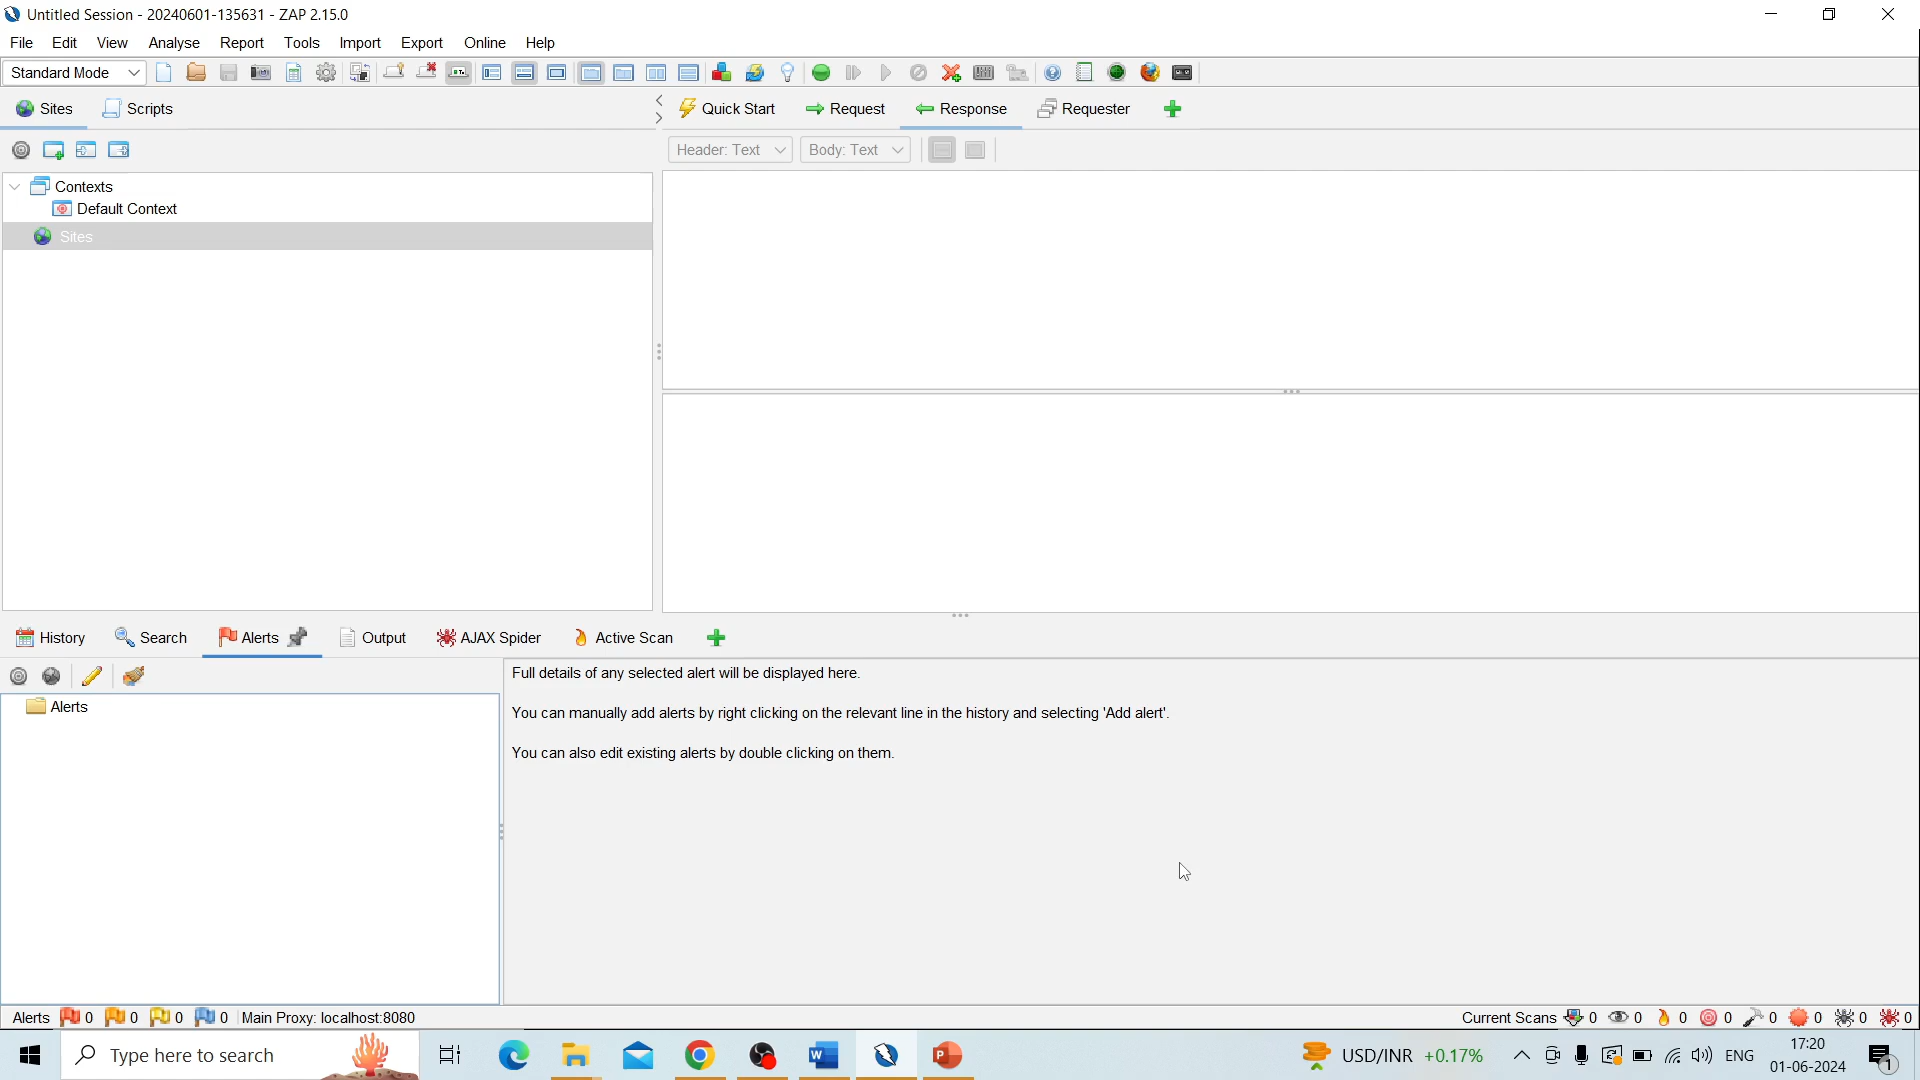 Untitled Session - 20240601-135631 - ZAP 2.15.0
File Edit View Analyse Report Tools Import Export Online Help
Standard Mode
Sites Scripts Quick Start Request Response Requester
Header: Text Body: Text
Contexts
Default Context
Sites
History Search Alerts Output AJAX Spider Active Scan
Full details of any selected alert will be displayed here.
Alerts
You can manually add alerts by right clicking on the relevant line in the history and selecting 'Add alert'.
You can also edit existing alerts by double clicking on them.
Alerts 0 0 0 0 Main Proxy: localhost:8080 Current Scans 0 0 0 0 0 0 0 0
Type here to search USD/INR +0.17% ENG 17:20
01-06-2024 1